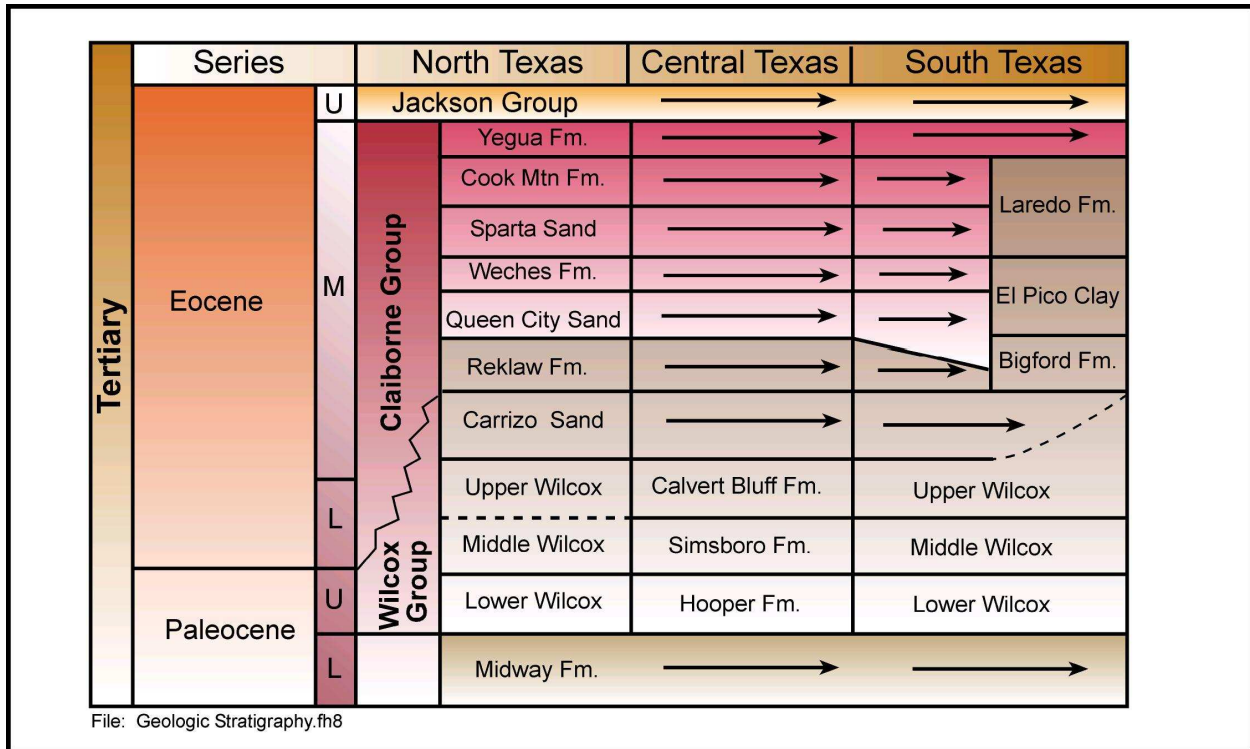 Series
North Texas
Central Texas
South Texas
Tertiary
Eocene
Paleocene
U
M
L
U
L
Claiborne Group
Wilcox
Group
Jackson Group
Yegua Fm.
Cook Mtn Fm.
Laredo Fm.
Sparta Sand
Weches Fm.
El Pico Clay
Queen City Sand
Reklaw Fm.
Bigford Fm.
Carrizo Sand
Upper Wilcox
Calvert Bluff Fm.
Upper Wilcox
Middle Wilcox
Simsboro Fm.
Middle Wilcox
Lower Wilcox
Hooper Fm.
Lower Wilcox
Midway Fm.
File: Geologic Stratigraphy.fh8